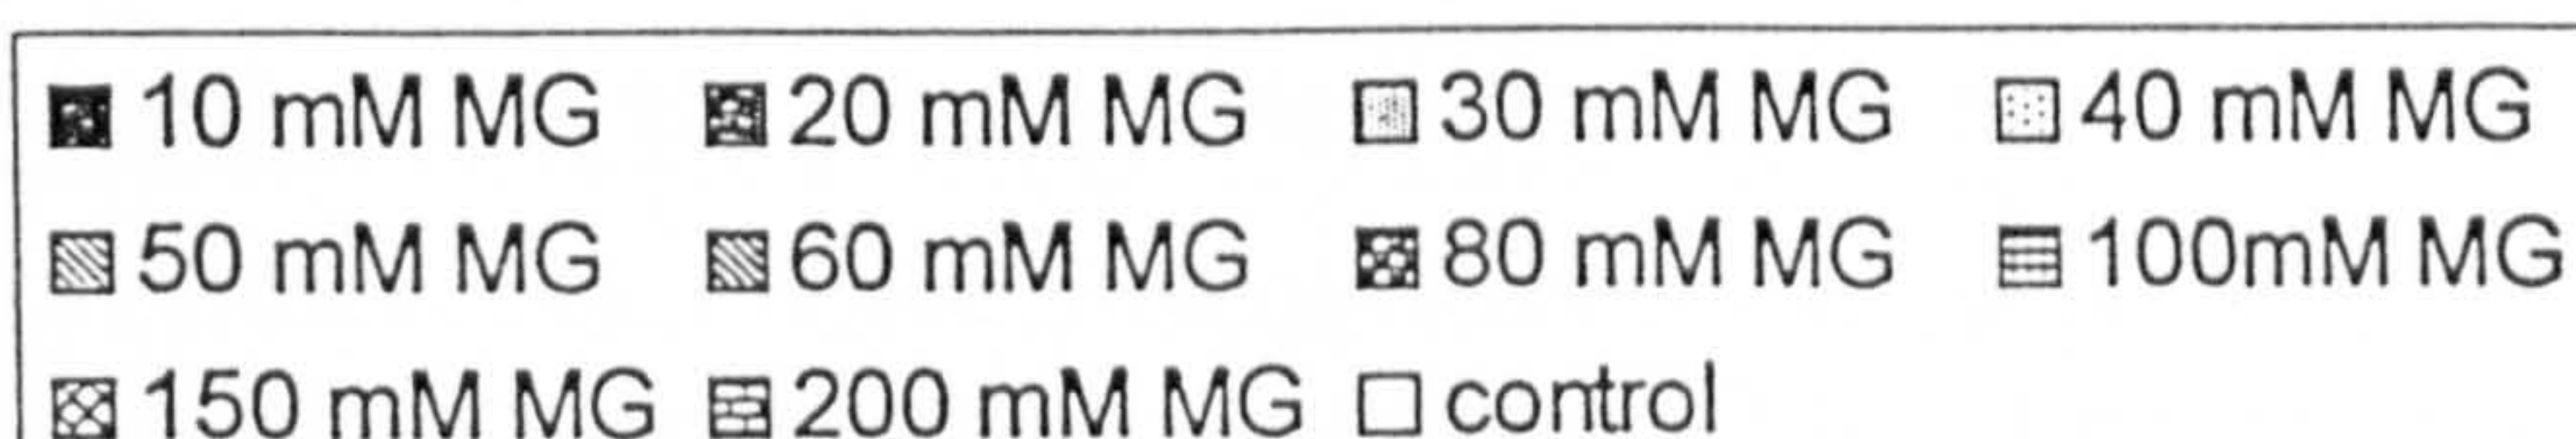 10 mM MG 20 mM MG 30 mM MG 40 mM MG
50 mM MG 60 mM MG 80 mM MG 100mM MG
150 mM MG 200 mM MG control